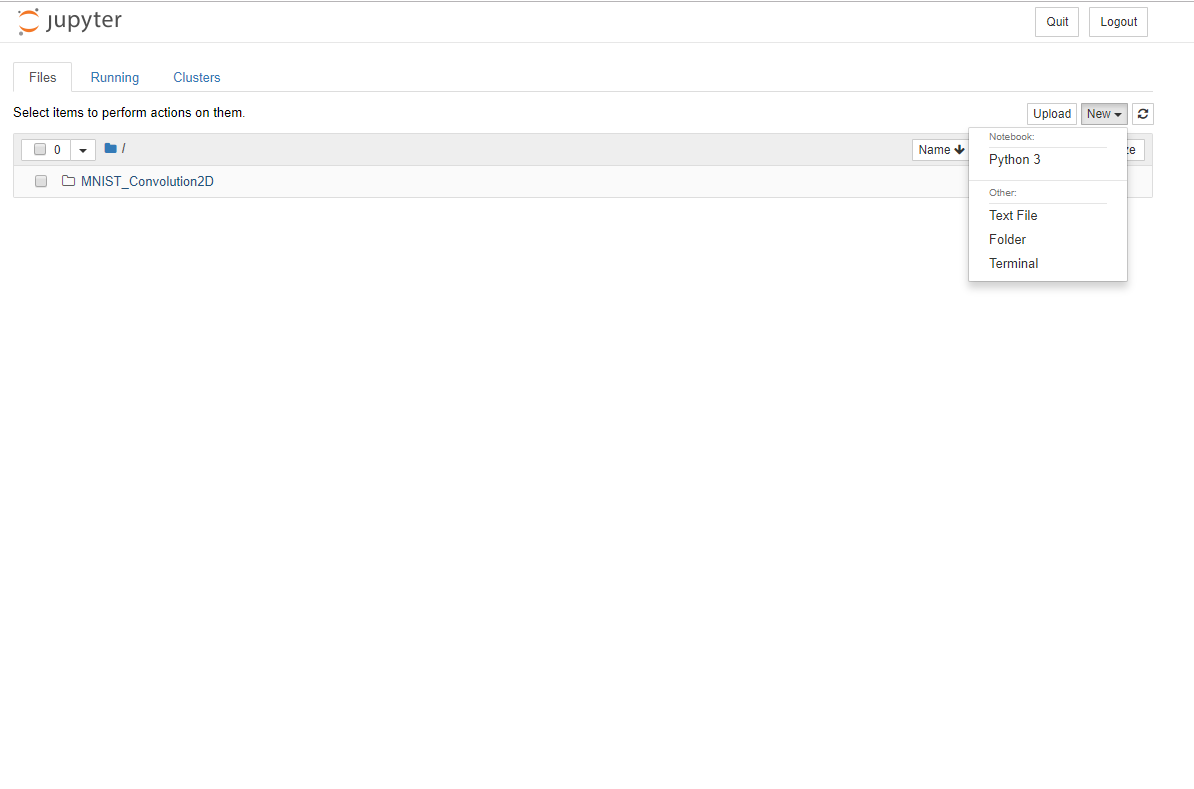 jupyter
Quit Logout
Files Running Clusters
Select items to perform actions on them.
Upload New
0 / Name
Notebook:
Python 3
MNIST_Convolution2D
Other:
Text File
Folder
Terminal